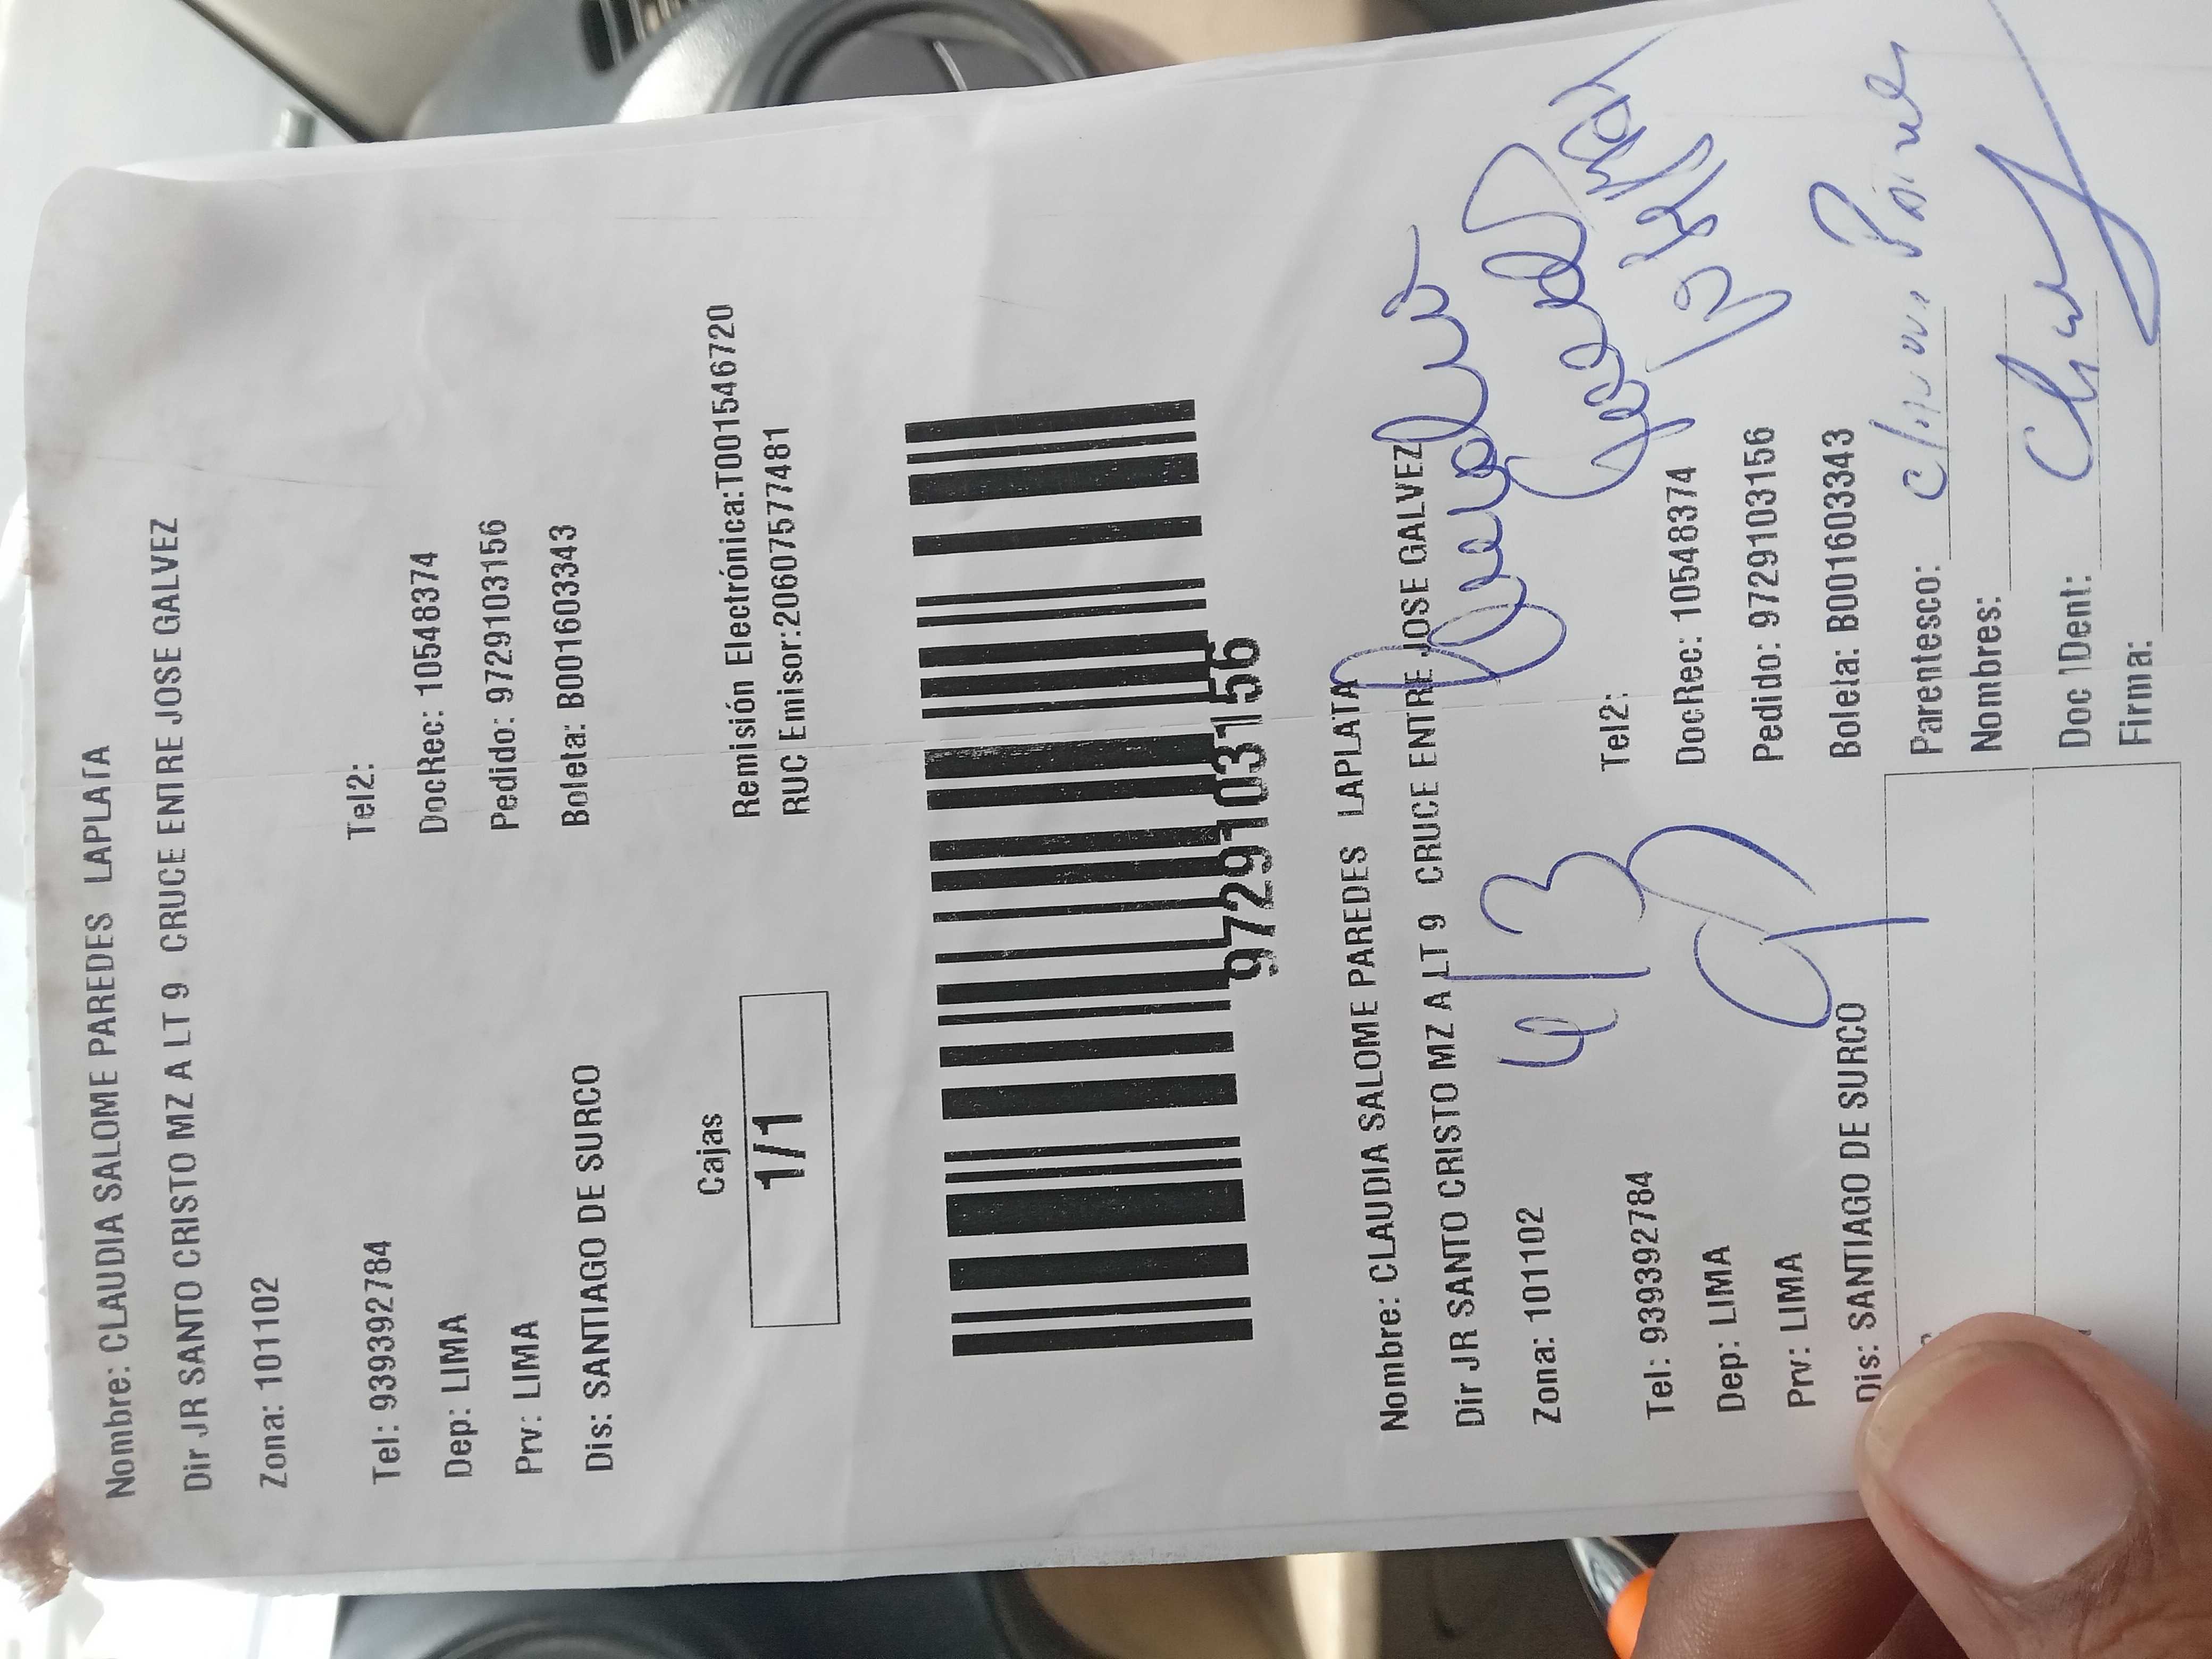 Nombre: CLAUDIA SALOME PAREDES LAPLATA
Dir JR SANTO CRISTO MZ A LT 9 CRUCE ENTRE JOSE GALVEZ
Zona: 101102
Tel: 939392784 Tel2:
Dep: LIMA DocRec: 10548374
Prv: LIMA Pedido: 97291031​56
Dis: SANTIAGO DE SURCO Boleta: B001603343
Cajas
1/1
Remisión Electrónica:T001546720
RUC Emisor:20607577481
9729103156
Nombre: CLAUDIA SALOME PAREDES LAPLATA
Dir JR SANTO CRISTO MZ A LT 9 CRUCE ENTRE JOSE GALVEZ
Zona: 101102
Tel: 939392784 Tel2:
Dep: LIMA DocRec: 10548374
Prv: LIMA Pedido: 9729103156
Dis: SANTIAGO DE SURCO Boleta: B001603343
Parentesco:
Nombres:
Doc 1Dent:
Firma: